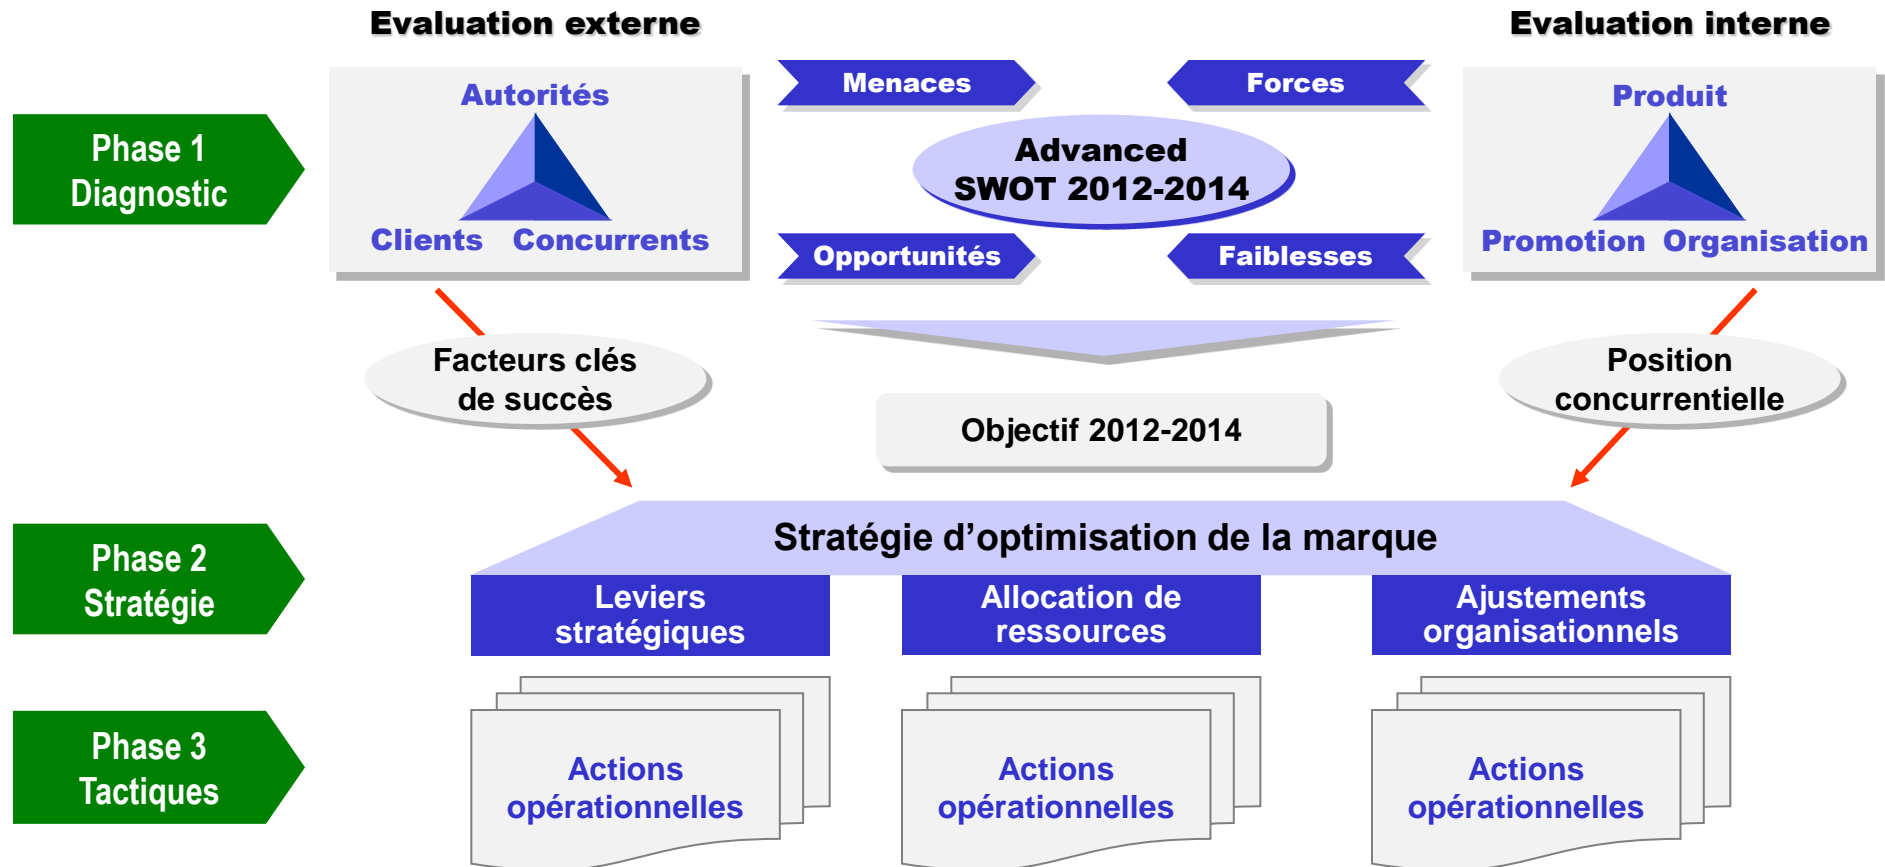 Evaluation externe
Evaluation interne
Phase 1
Diagnostic
Autorités
Clients
Concurrents
Menaces
Forces
Advanced
SWOT 2012-2014
Opportunités
Faiblesses
Produit
Promotion
Organisation
Facteurs clés
de succès
Objectif 2012-2014
Position
concurrentielle
Phase 2
Stratégie
Stratégie d’optimisation de la marque
Leviers
stratégiques
Allocation de
ressources
Ajustements
organisationnels
Phase 3
Tactiques
Actions
opérationnelles
Actions
opérationnelles
Actions
opérationnelles